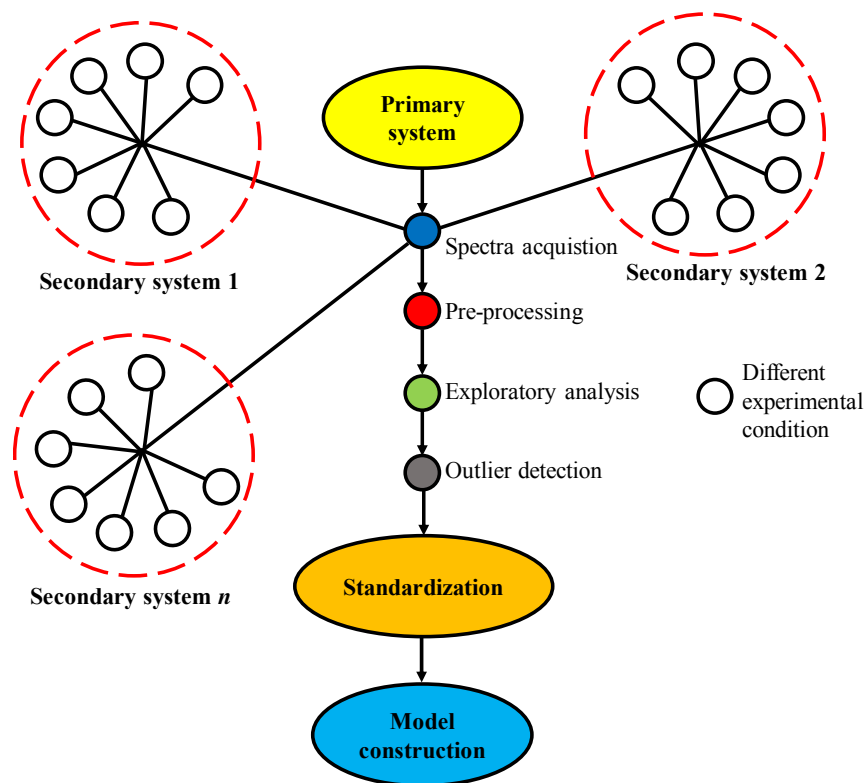 Primary
system
Spectra acquistion
Secondary system 1
Secondary system 2
Pre-processing
Exploratory analysis
Different
experimental
condition
Outlier detection
Standardization
Secondary system n
Model
construction